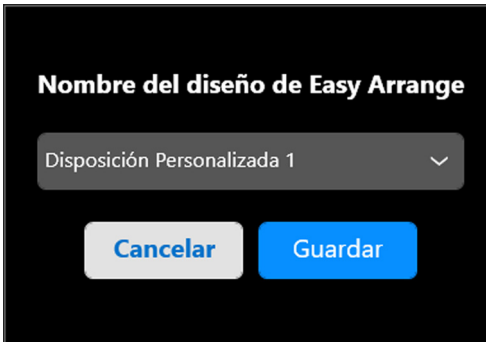 Nombre del diseño de Easy Arrange
Disposición Personalizada 1
Cancelar
Guardar